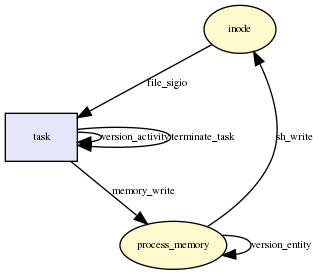 inode
file_sigio
task
version_activity
terminate_task
sh_write
memory_write
process_memory
version_entity